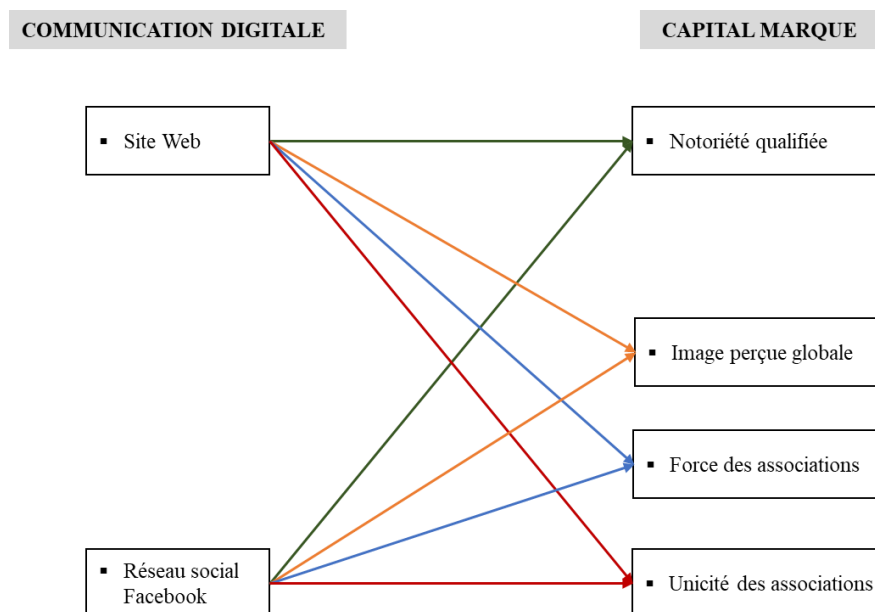 COMMUNICATION DIGITALE
CAPITAL MARQUE
▪ Site Web
▪ Notoriété qualifiée
▪ Image perçue globale
▪ Force des associations
▪ Réseau social
Facebook
▪ Unicité des associations